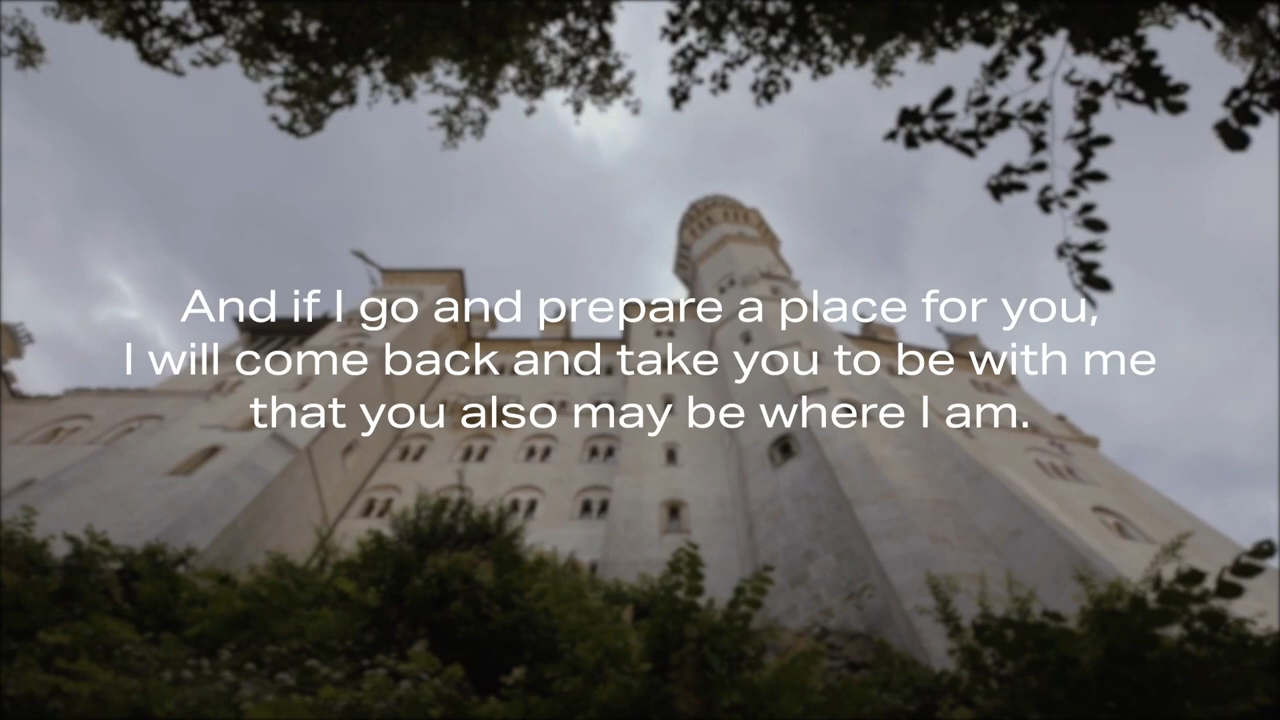 And if I go and prepare a place for you,
I will come back and take you to be with me
that you also may be where I am.